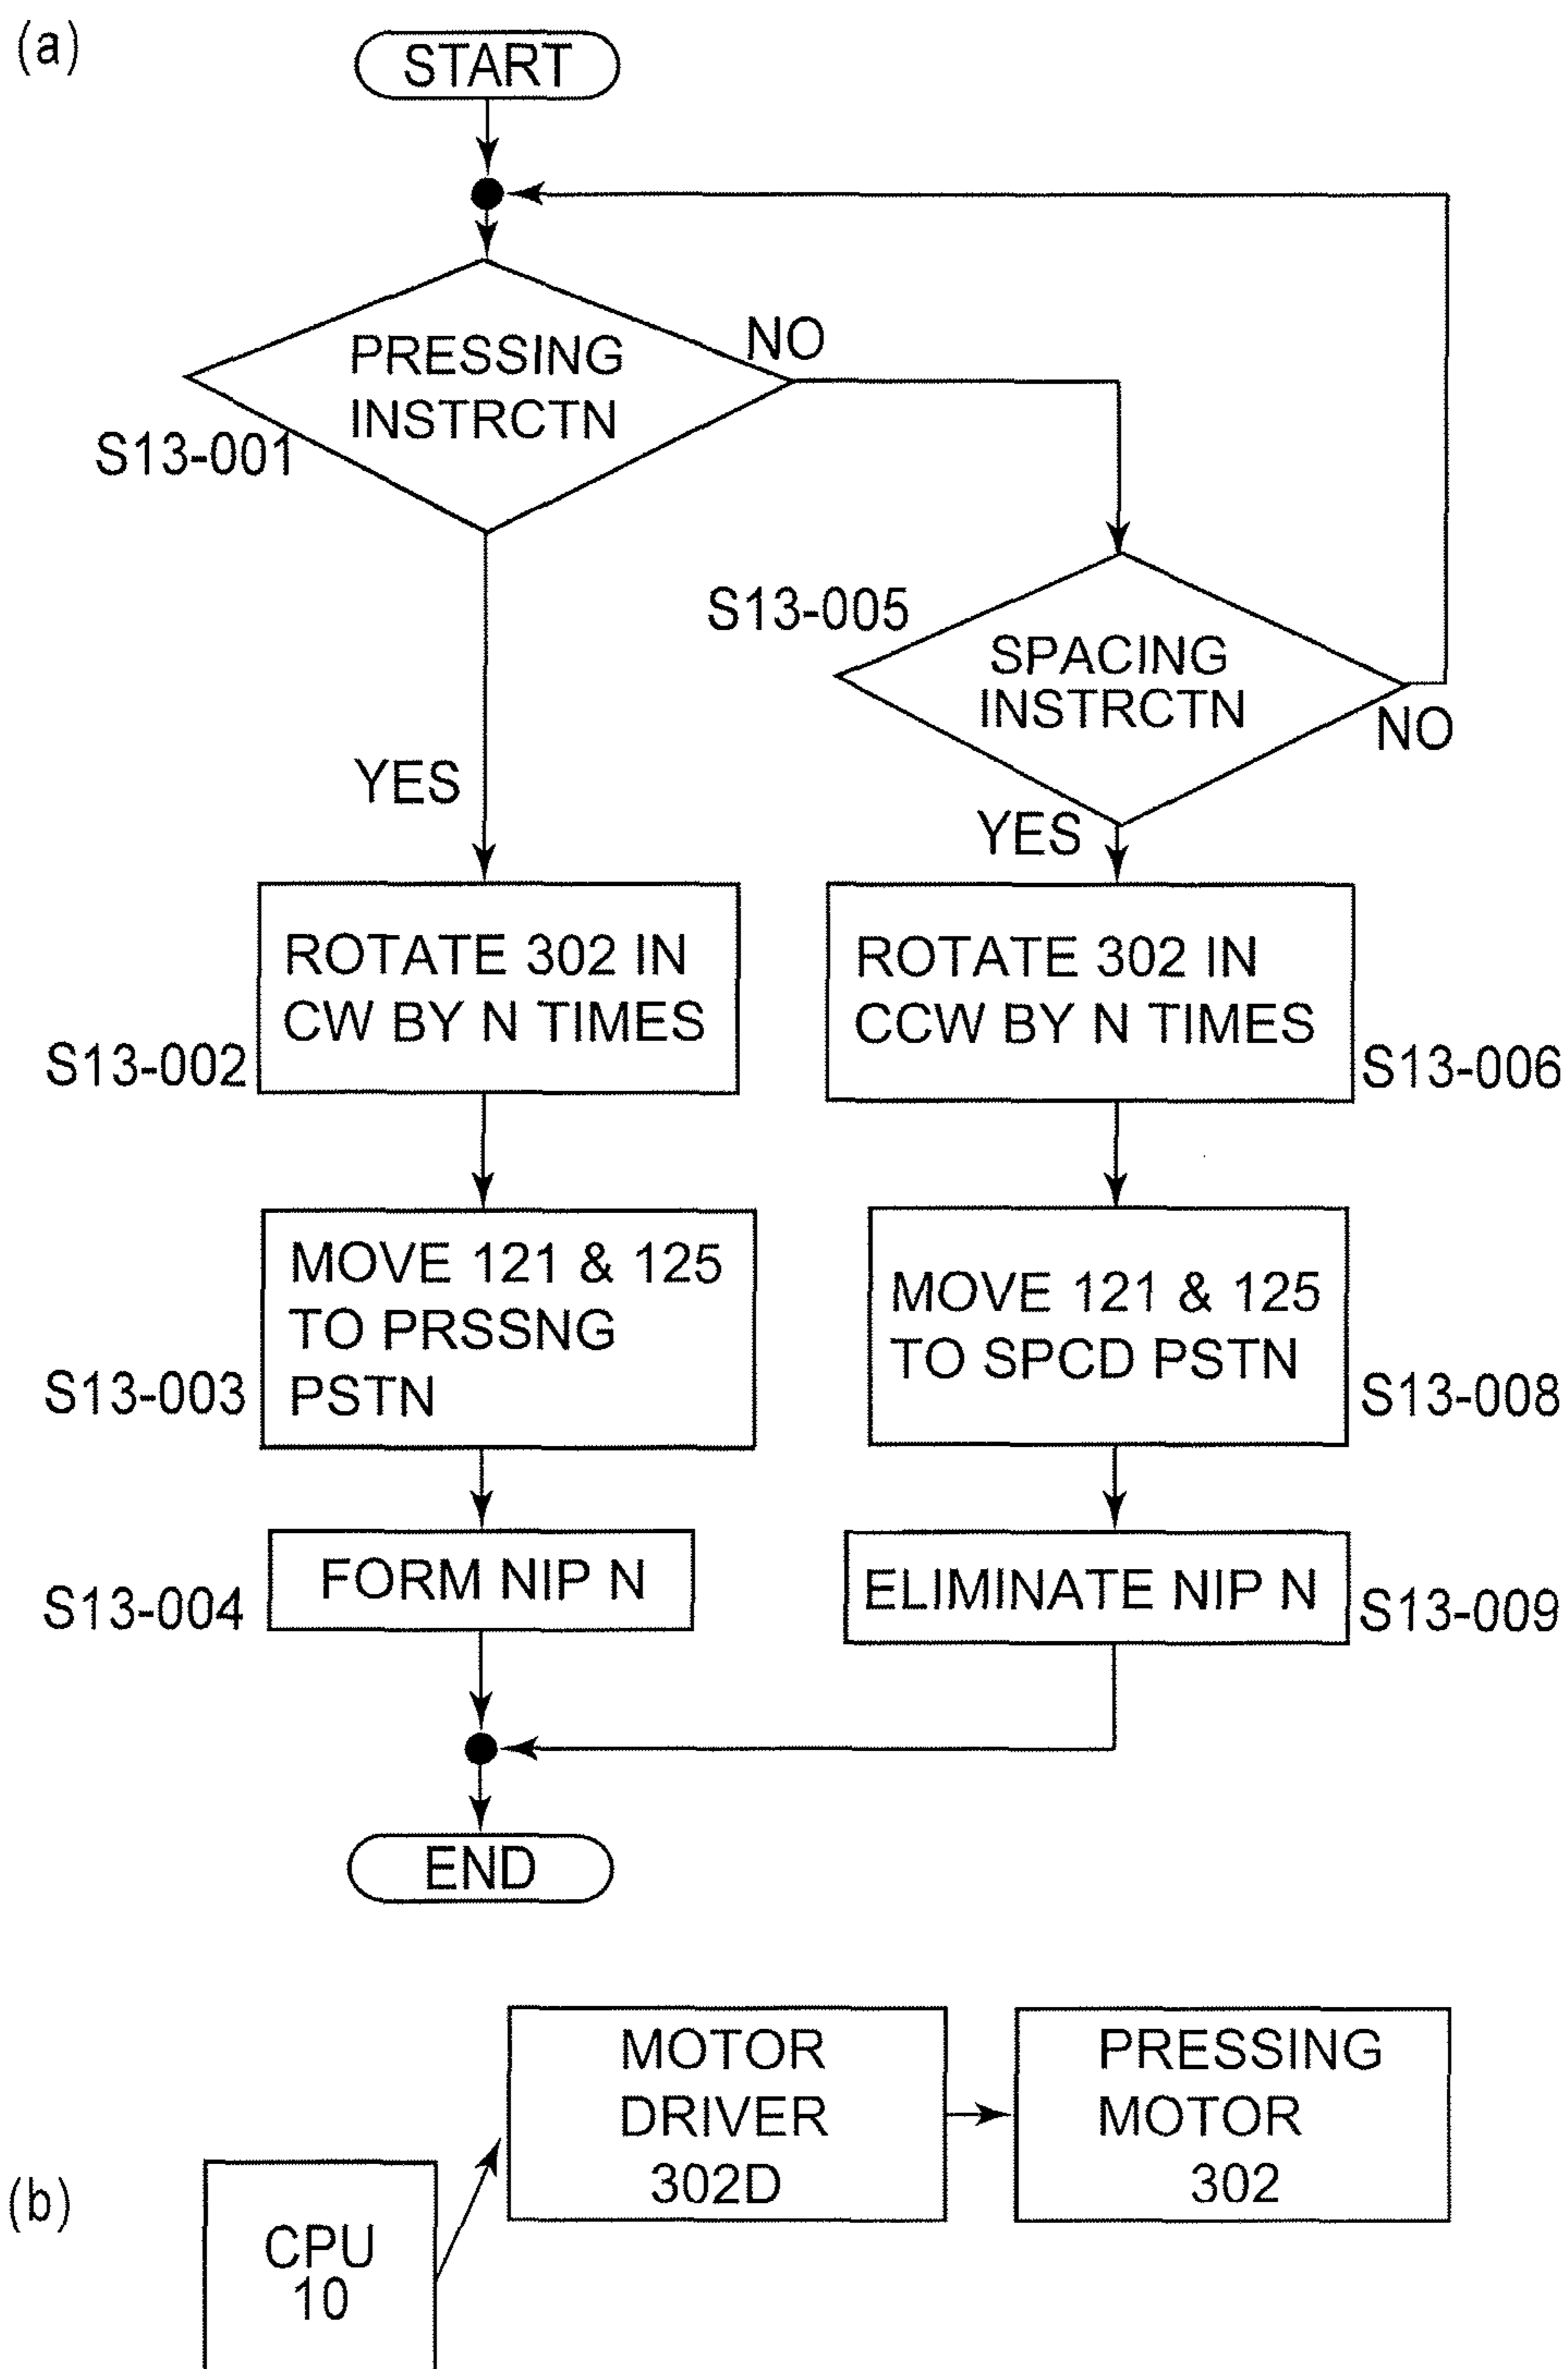 (a)
START
PRESSING
INSTRCTN
NO
S13-001
S13-005
SPACING
INSTRCTN
NO
YES
YES
ROTATE 302 IN
CW BY N TIMES
S13-002
ROTATE 302 IN
CCW BY N TIMES
S13-006
MOVE 121 & 125
TO PRSSNG
PSTN
S13-003
MOVE 121 & 125
TO SPCD PSTN
S13-008
FORM NIP N
S13-004
ELIMINATE NIP N
S13-009
END
(b)
CPU
10
MOTOR
DRIVER
302D
PRESSING
MOTOR
302